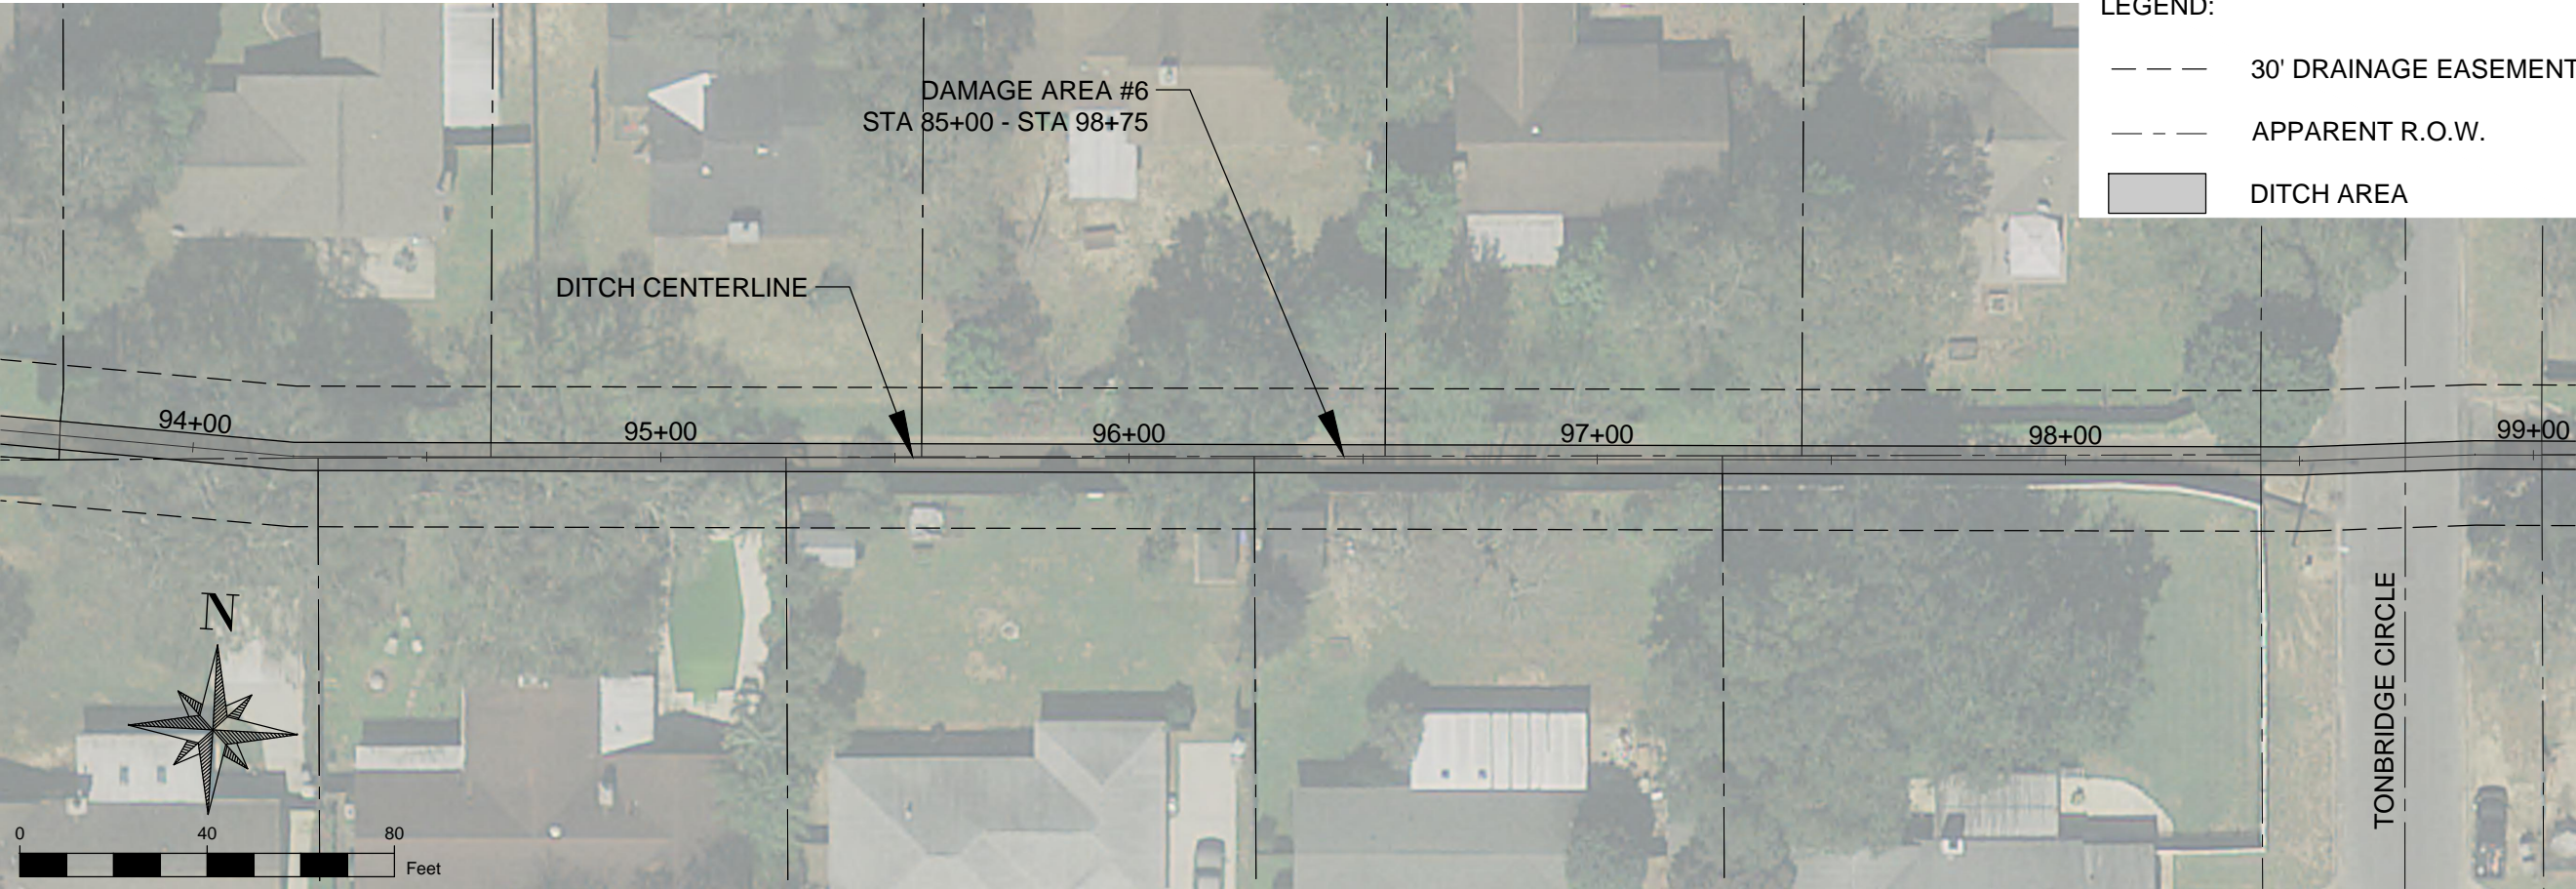 LEGEND:
30' DRAINAGE EASEMENT
APPARENT R.O.W.
DITCH AREA
DAMAGE AREA #6
STA 85+00 - STA 98+75
DITCH CENTERLINE
94+00
95+00
96+00
97+00
98+00
99+00
N
TONBRIDGE CIRCLE
0 40 80
Feet